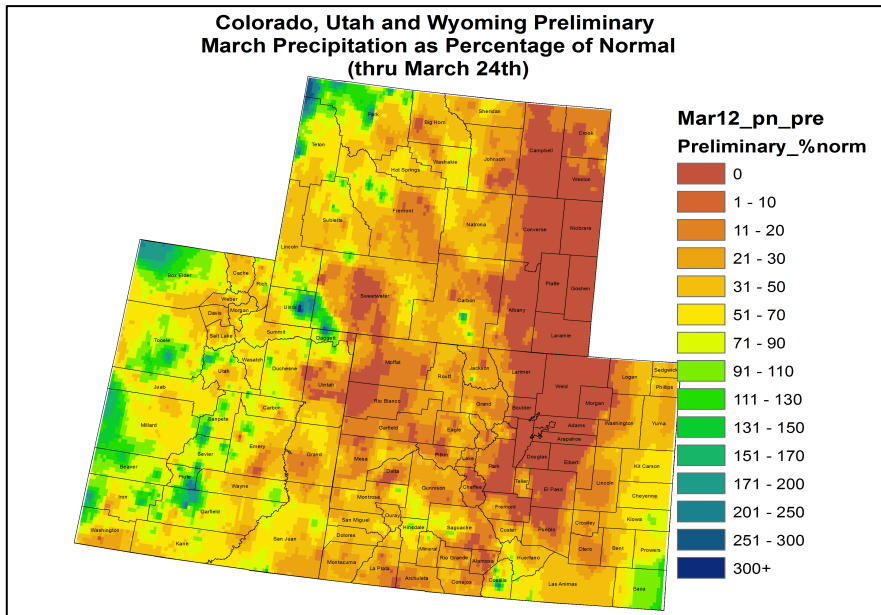 Colorado, Utah and Wyoming Preliminary
March Precipitation as Percentage of Normal
(thru March 24th)
Mar12_pn_pre
Preliminary_%norm
0
1 - 10
11 - 20
21 - 30
31 - 50
51 - 70
71 - 90
91 - 110
111 - 130
131 - 150
151 - 170
171 - 200
201 - 250
251 - 300
300+
Park
Sheridan
Big Horn
Crook
Campbell
Teton
Washakie
Johnson
Hot Springs
Weston
Fremont
Sublette
Natrona
Converse
Niobrara
Lincoln
Platte
Goshen
Sweetwater
Carbon
Albany
Uinta
Laramie
Box Elder
Cache
Rich
Weber
Morgan
Davis
Summit
Daggett
Salt Lake
Tooele
Wasatch
Duchesne
Utah
Uintah
Juab
Carbon
Millard
Sanpete
Emery
Grand
Sevier
Beaver
Piute
Wayne
Iron
Garfield
Washington
Kane
San Juan
Moffat
Routt
Jackson
Larimer
Weld
Logan
Sedgwick
Phillips
Rio Blanco
Grand
Boulder
Morgan
Washington
Yuma
Garfield
Eagle
Adams
Arapahoe
Mesa
Pitkin
Lake
Park
Douglas
Elbert
Kit Carson
Delta
Gunnison
Chaffee
Teller
El Paso
Lincoln
Cheyenne
Montrose
Fremont
Ouray
San Miguel
Hinsdale
Saguache
Custer
Pueblo
Crowley
Kiowa
Dolores
Mineral
Rio Grande
Alamosa
Huerfano
Otero
Bent
Prowers
Montezuma
La Plata
Archuleta
Conejos
Costilla
Las Animas
Baca